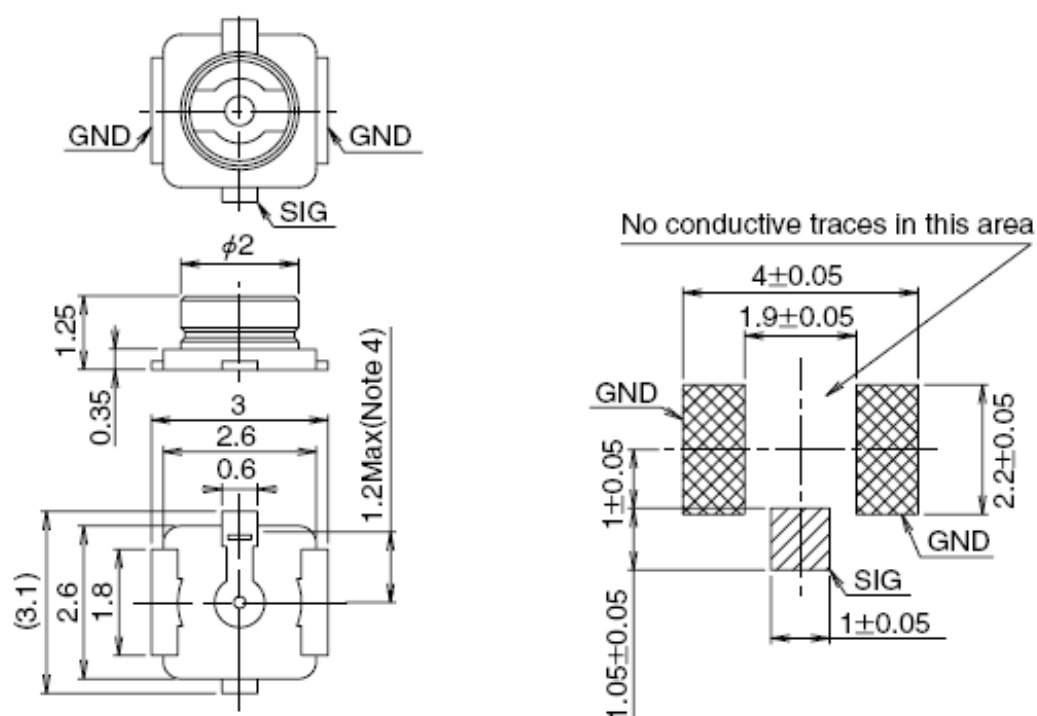 GND
GND
SIG
ϕ2
1.25
0.35
1.2Max(Note 4)
3
2.6
0.6
(3.1)
2.6
1.8
No conductive traces in this area
4±0.05
1.9±0.05
GND
2.2±0.05
1±0.05
GND
SIG
1±0.05
1.05±0.05